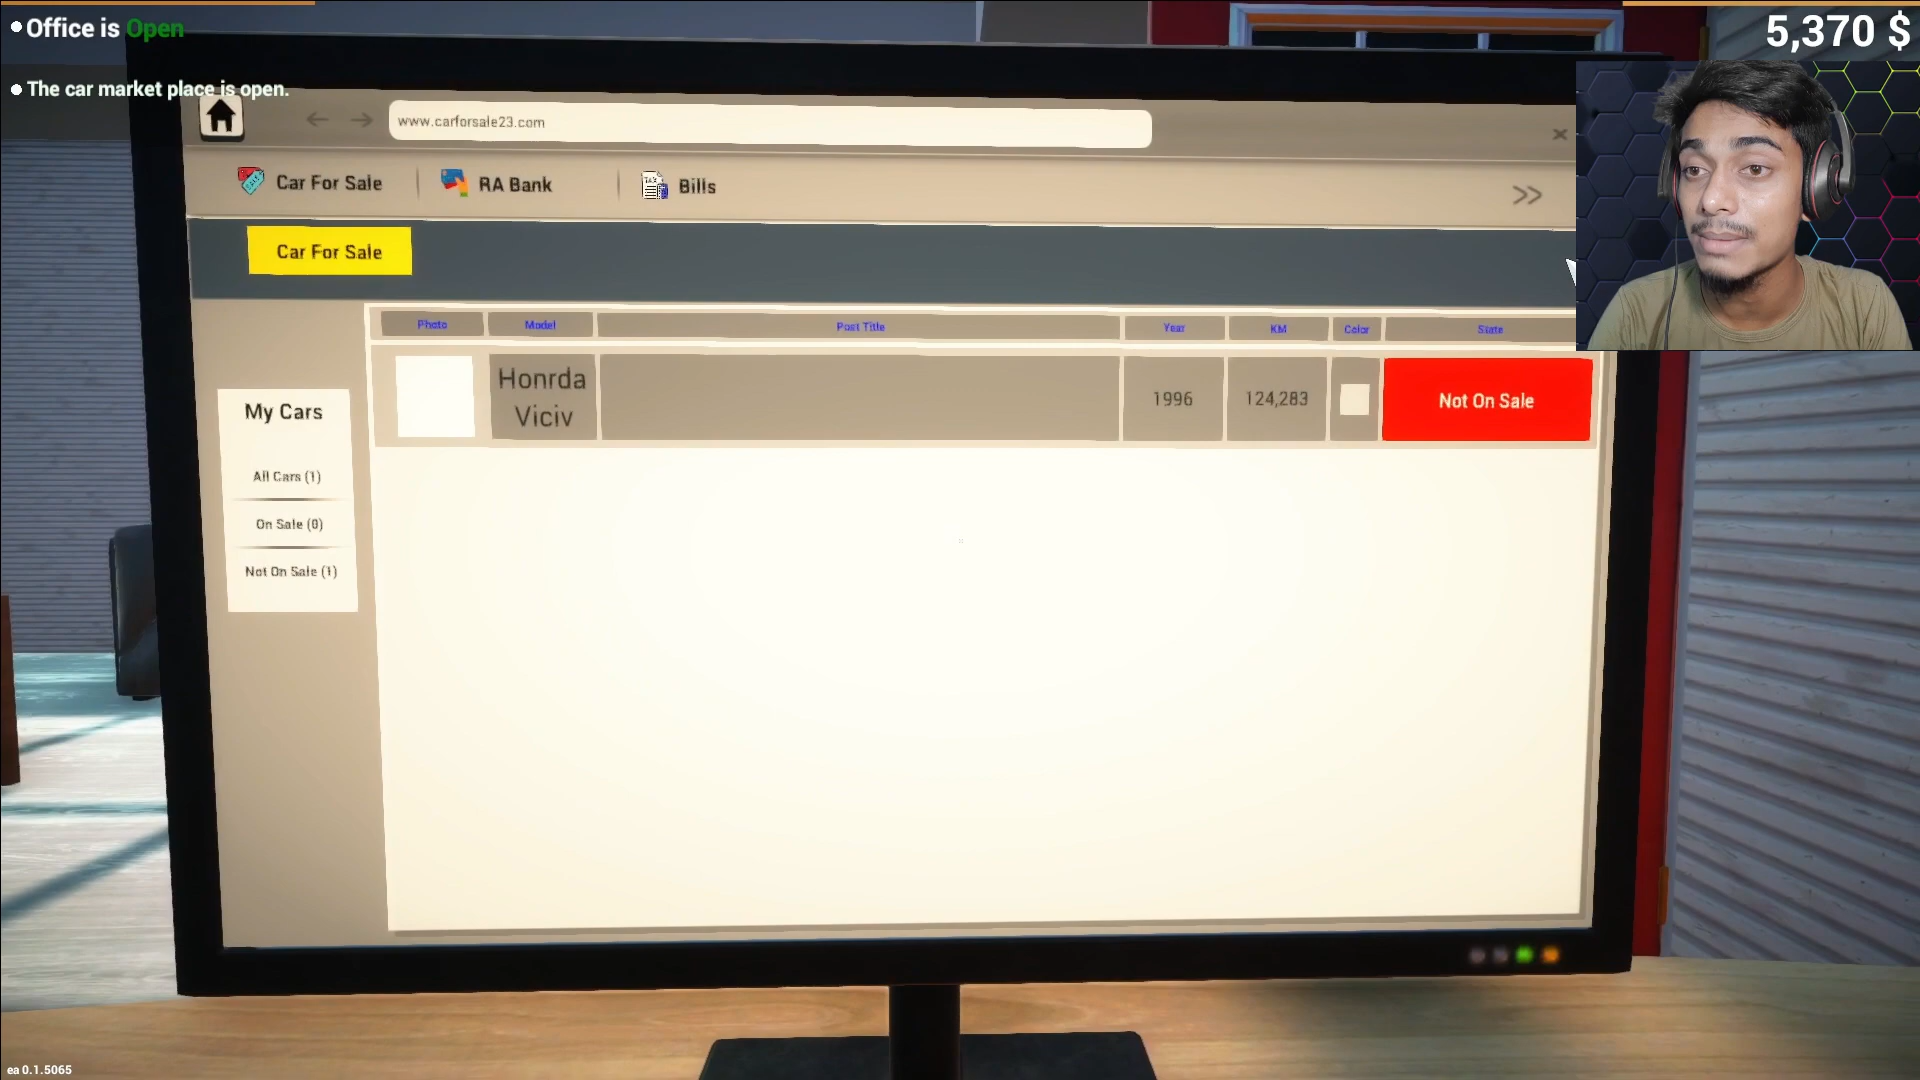 Office is Open
5,370 $
The car market place is open.
www.carforsale23.com
Car For Sale
RA Bank
Bills
Car For Sale
Photo
Model
Post Title
Year
KM
Color
State
Honrda
Viciv
1996
124,283
Not On Sale
My Cars
All Cars (1)
On Sale (0)
Not On Sale (1)
ea 0.1.5065